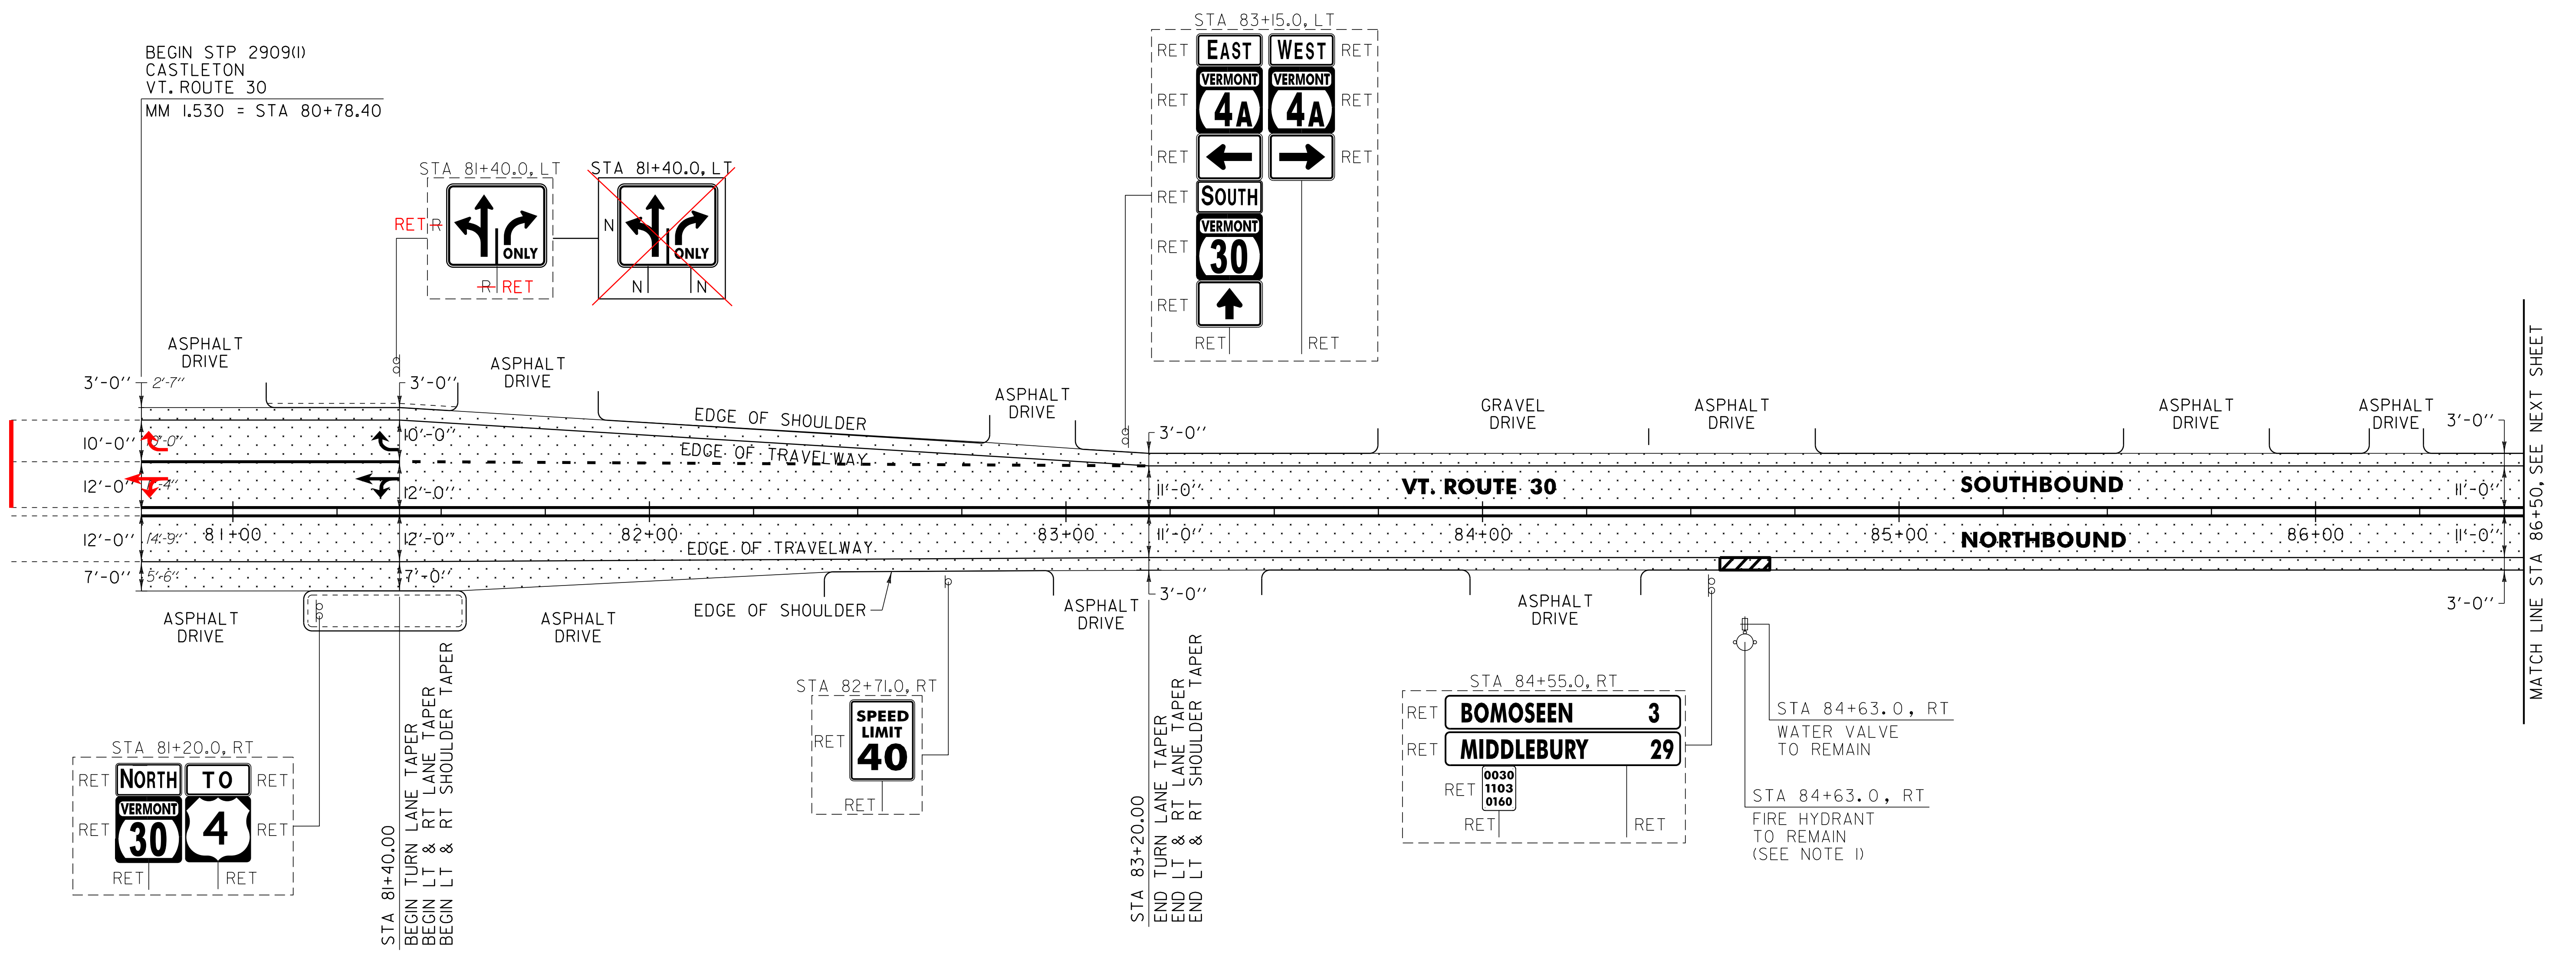 STA 83+15.0, LT
RET
EAST
WEST
RET
VERMONT
4A
VERMONT
4A
RET
RET
RET
RET
RET
SOUTH
RET
VERMONT
30
RET
RET
RET
BEGIN STP 2909(1)
CASTLETON
VT. ROUTE 30
MM 1.530 = STA 80+78.40
STA 81+40.0, LT
RET R
ONLY
R RET
STA 81+40.0, LT
N
ONLY
N
N
ASPHALT
DRIVE
ASPHALT
DRIVE
ASPHALT
DRIVE
GRAVEL
DRIVE
ASPHALT
DRIVE
ASPHALT
DRIVE
ASPHALT
DRIVE
3'-0"
2'-7"
3'-0"
EDGE OF SHOULDER
3'-0"
3'-0"
10'-0"
10'-0"
EDGE OF TRAVELWAY
12'-0"
12'-0"
11'-0"
VT. ROUTE 30
SOUTHBOUND
11'-0"
81+00
82+00
83+00
84+00
85+00
86+00
12'-0"
14'-9"
12'-0"
EDGE OF TRAVELWAY
11'-0"
NORTHBOUND
11'-0"
7'-0"
5'-6"
7'-0"
3'-0"
3'-0"
ASPHALT
DRIVE
ASPHALT
DRIVE
EDGE OF SHOULDER
ASPHALT
DRIVE
ASPHALT
DRIVE
MATCH LINE STA 86+50, SEE NEXT SHEET
STA 81+20.0, RT
RET
NORTH
TO
RET
RET
VERMONT
30
4
RET
RET
RET
STA 81+40.00
BEGIN TURN LANE TAPER
BEGIN LT & RT LANE TAPER
BEGIN LT & RT SHOULDER TAPER
STA 82+71.0, RT
RET
SPEED
LIMIT
40
RET
STA 83+20.00
END TURN LANE TAPER
END LT & RT LANE TAPER
END LT & RT SHOULDER TAPER
STA 84+55.0, RT
RET
BOMOSEEN 3
RET
MIDDLEBURY 29
RET
0030
1103
0160
RET
RET
STA 84+63.0, RT
WATER VALVE
TO REMAIN
STA 84+63.0, RT
FIRE HYDRANT
TO REMAIN
(SEE NOTE 1)